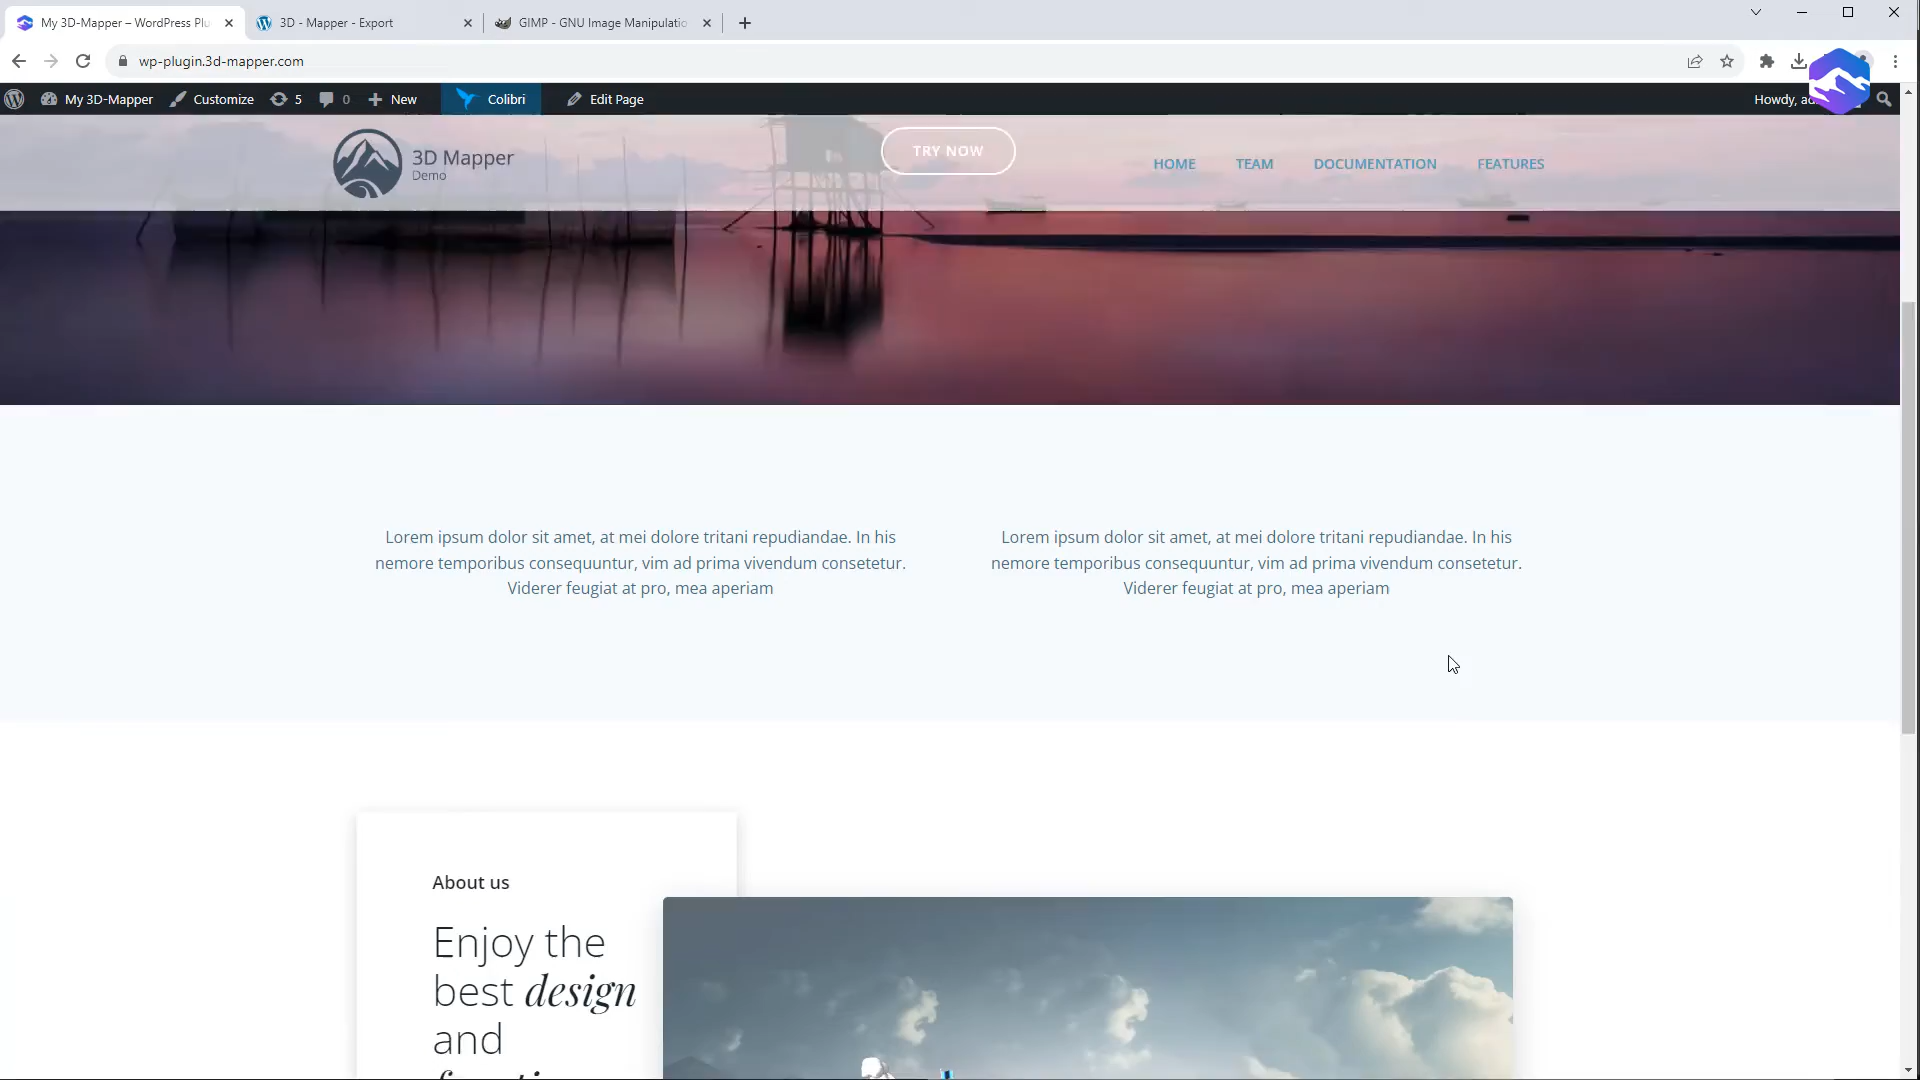 My 3D-Mapper – WordPress Plu
3D - Mapper - Export
GIMP - GNU Image Manipulatio
wp-plugin.3d-mapper.com
My 3D-Mapper
Customize
5
0
New
Colibri
Edit Page
Howdy,
3D Mapper
Demo
TRY NOW
HOME
TEAM
DOCUMENTATION
FEATURES
Lorem ipsum dolor sit amet, at mei dolore tritani repudiandae. In his
nemore temporibus consequuntur, vim ad prima vivendum consetetur.
Viderer feugiat at pro, mea aperiam
Lorem ipsum dolor sit amet, at mei dolore tritani repudiandae. In his
nemore temporibus consequuntur, vim ad prima vivendum consetetur.
Viderer feugiat at pro, mea aperiam
About us
Enjoy the
best design
and